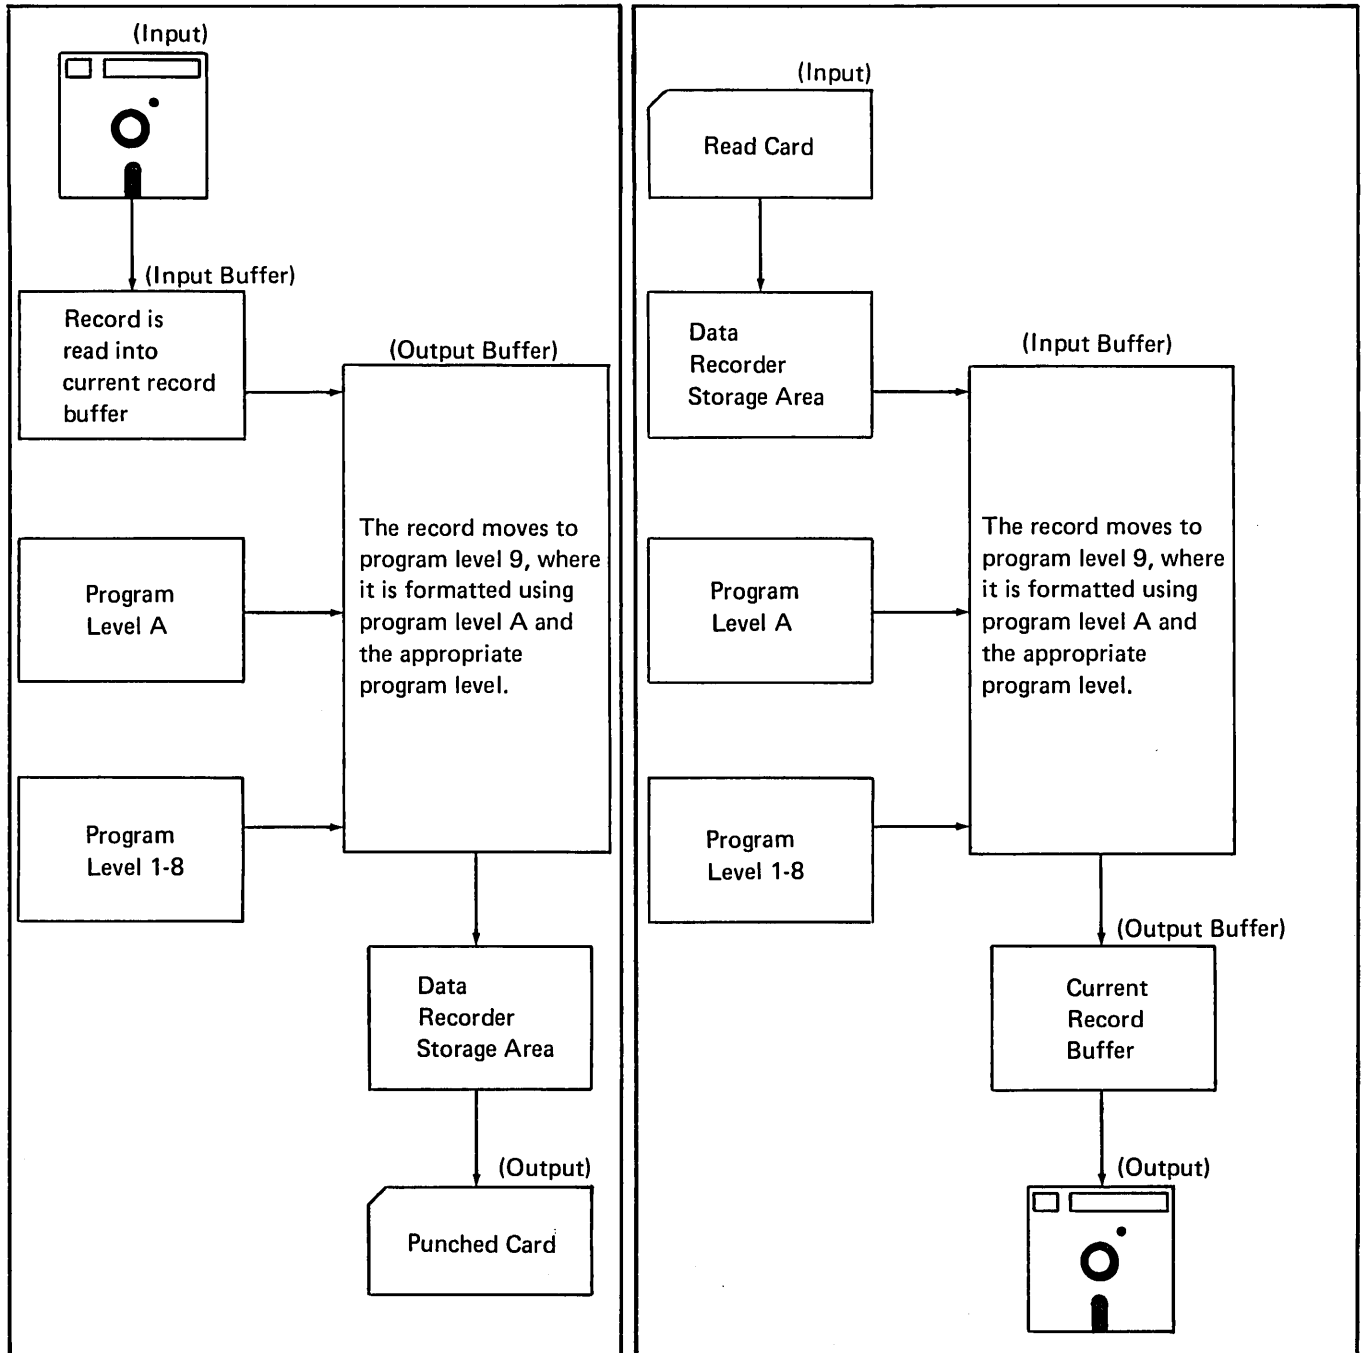 (Input)
(Input Buffer)
Record is
read into
current record
buffer
(Output Buffer)
The record moves to
program level 9, where
it is formatted using
program level A and
the appropriate
program level.
Program
Level A
Program
Level 1-8
Data
Recorder
Storage Area
(Output)
Punched Card
(Input)
Read Card
Data
Recorder
Storage Area
(Input Buffer)
The record moves to
program level 9, where
it is formatted using
program level A and
the appropriate
program level.
Program
Level A
Program
Level 1-8
(Output Buffer)
Current
Record
Buffer
(Output)